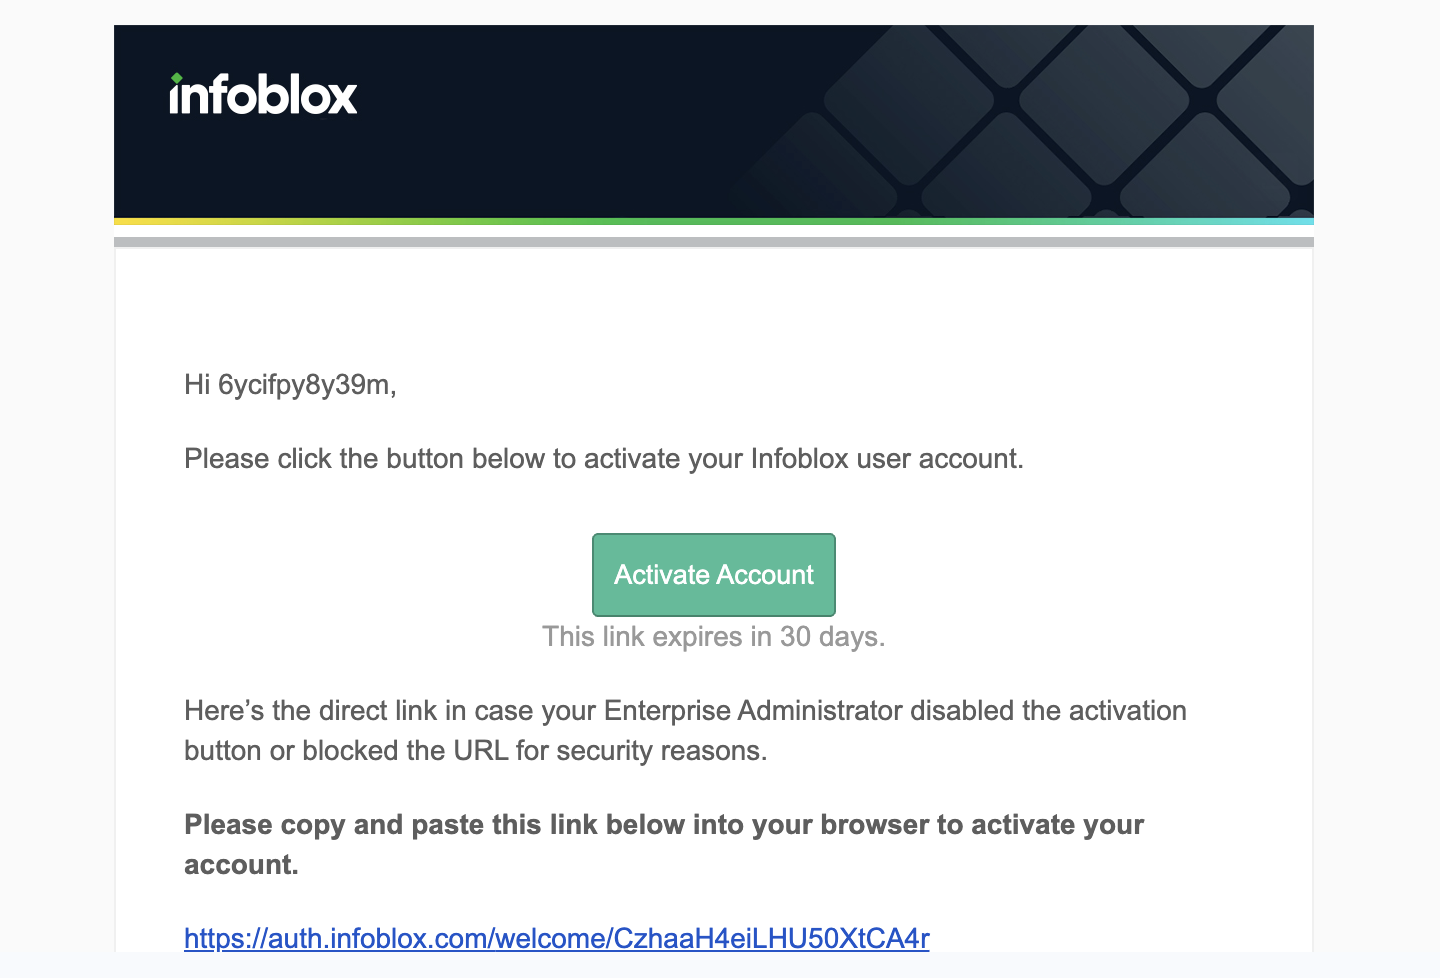 infoblox
Hi 6ycifpy8y39m,
Please click the button below to activate your Infoblox user account.
Activate Account
This link expires in 30 days.
Here’s the direct link in case your Enterprise Administrator disabled the activation
button or blocked the URL for security reasons.
Please copy and paste this link below into your browser to activate your
account.
https://auth.infoblox.com/welcome/CzhaaH4eiLHU50XtCA4r